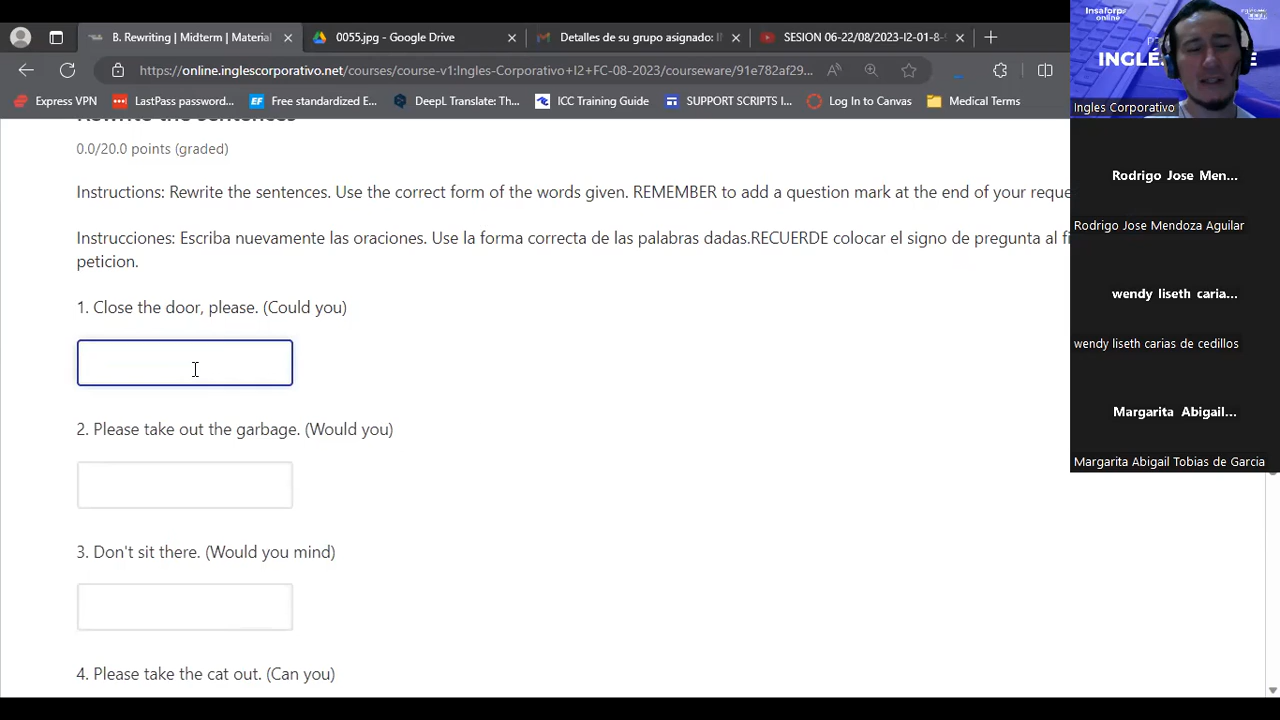 B. Rewriting | Midterm | Material
0055.jpg - Google Drive
Detalles de su grupo asignado: I
SESION 06-22/08/2023-I2-01-8-
https://online.inglescorporativo.net/courses/course-v1:Ingles-Corporativo+I2+FC-08-2023/courseware/91e782af29...
Express VPN
LastPass password...
Free standardized E...
DeepL Translate: Th...
ICC Training Guide
SUPPORT SCRIPTS I...
Log In to Canvas
Medical Terms
Rewrite the sentences
0.0/20.0 points (graded)
Instructions: Rewrite the sentences. Use the correct form of the words given. REMEMBER to add a question mark at the end of your reque
Instrucciones: Escriba nuevamente las oraciones. Use la forma correcta de las palabras dadas.RECUERDE colocar el signo de pregunta al fi
peticion.
1. Close the door, please. (Could you)
2. Please take out the garbage. (Would you)
3. Don't sit there. (Would you mind)
4. Please take the cat out. (Can you)
Insaforp
online
INGLÉ
Ingles Corporativo
Rodrigo Jose Men...
Rodrigo Jose Mendoza Aguilar
wendy liseth caria...
wendy liseth carias de cedillos
Margarita Abigail...
Margarita Abigail Tobias de Garcia